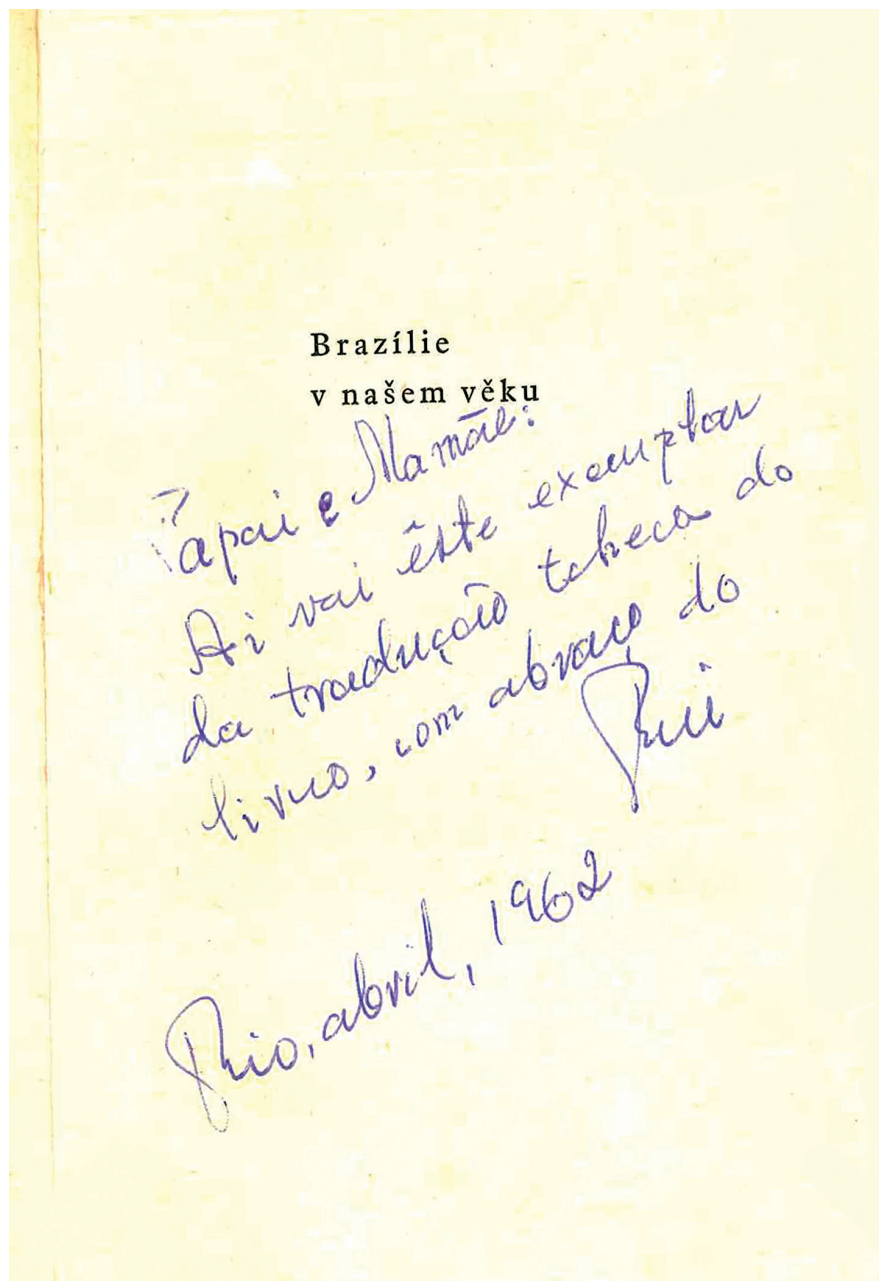 Brazílie
v našem věku
Papai e Mamãe:
Ai vai êste exemplar
da tradução tcheca do
livro, com abraço do
Rui
Rio, abril, 1962